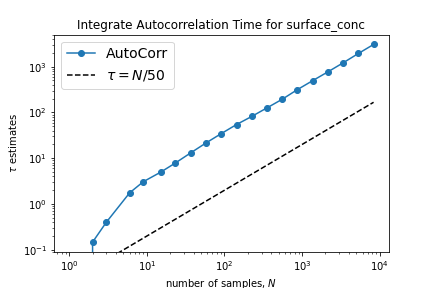 Integrate Autocorrelation Time for surface_conc
AutoCorr
τ = N/50
10³
10²
10¹
10⁰
10⁻¹
τ estimates
10⁰ 10¹ 10² 10³ 10⁴
number of samples, N